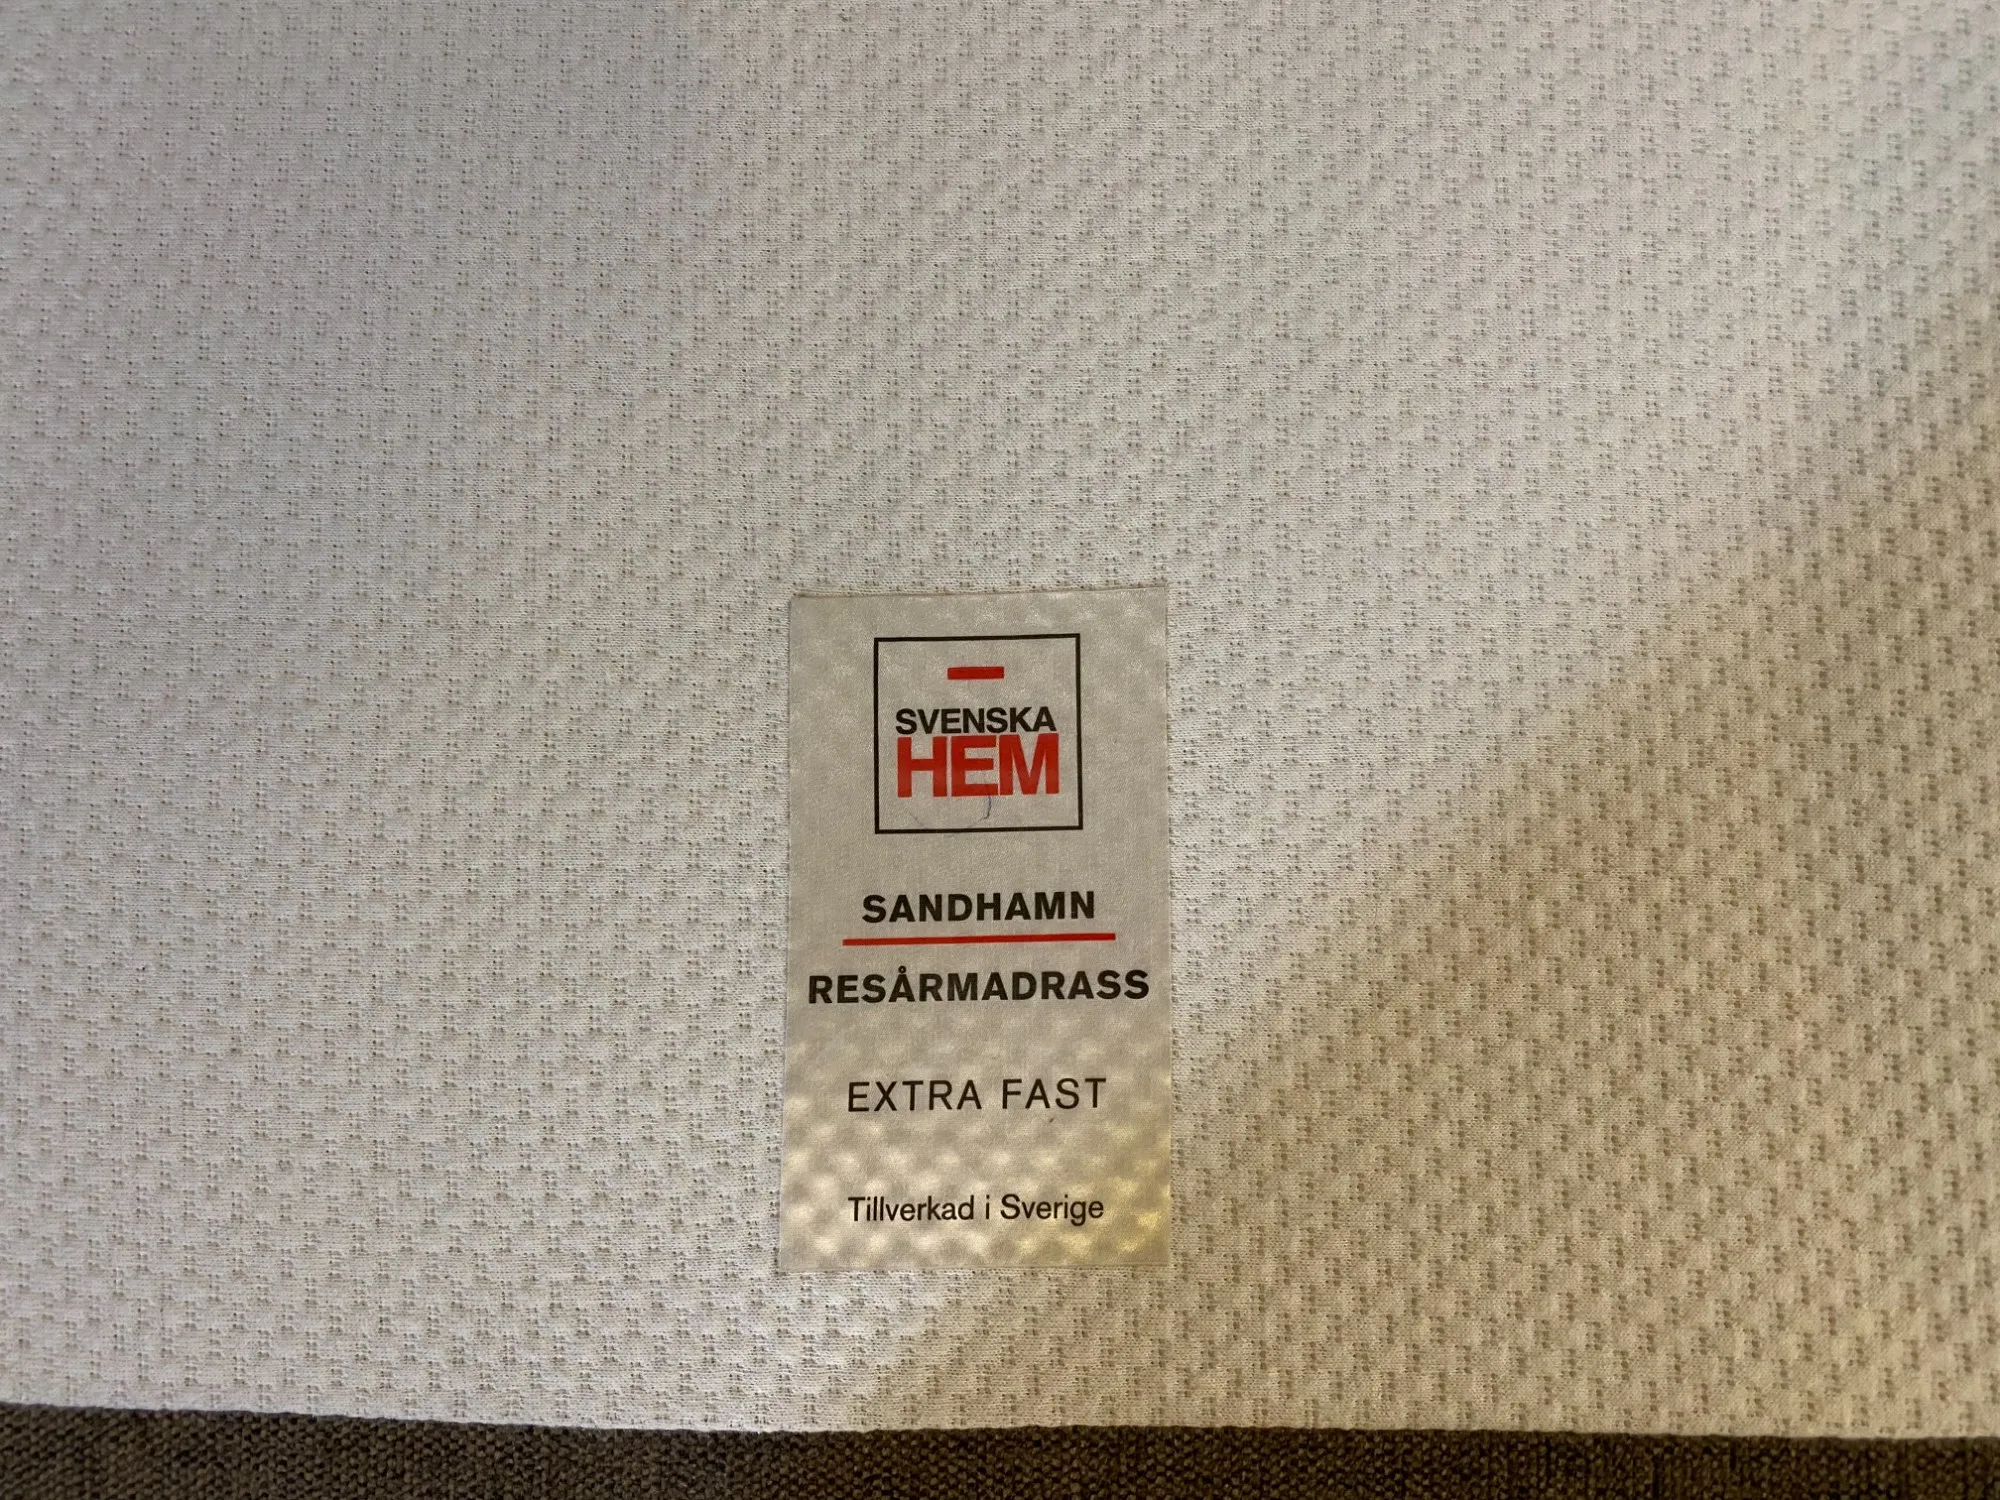 SVENSKA
HEM
SANDHAMN
RESÅRMADRASS
EXTRA FAST
Tillverkad i Sverige